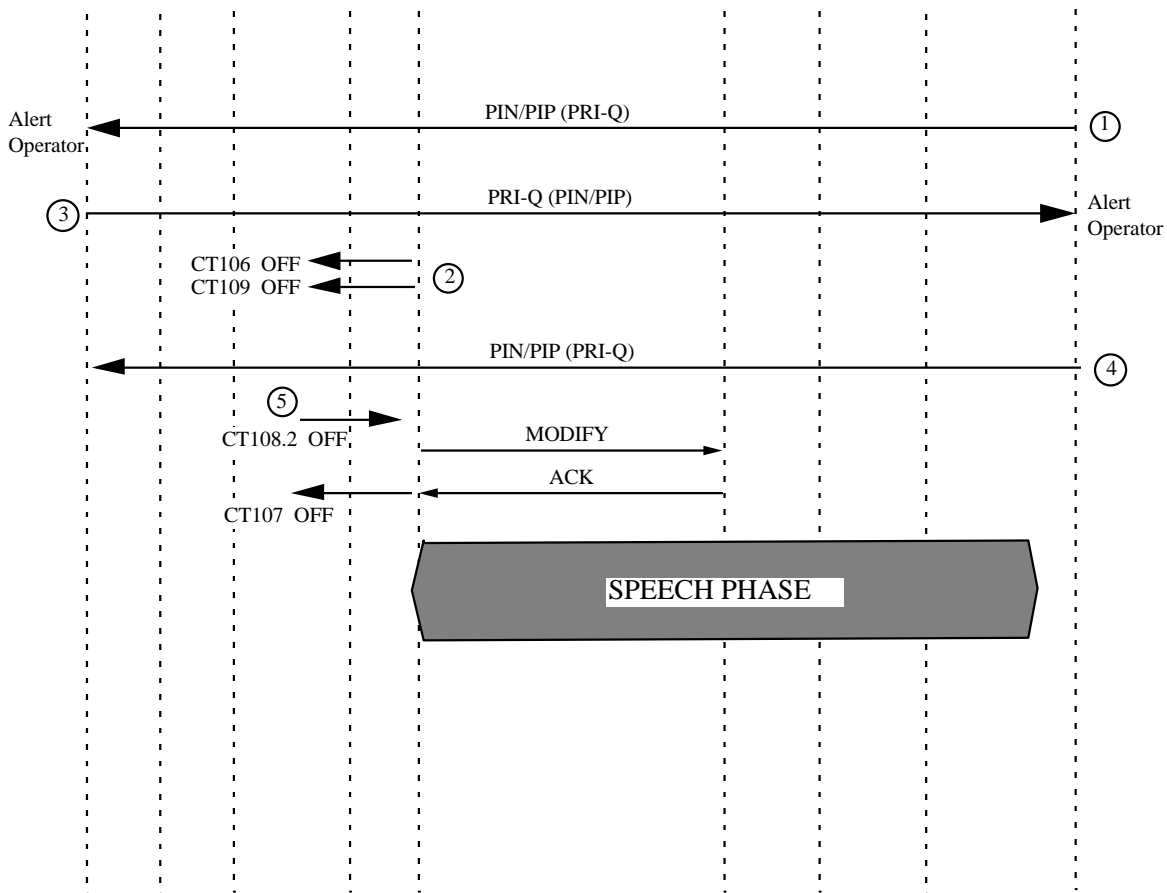 PIN/PIP (PRI-Q)
Alert
Operator
1
PRI-Q (PIN/PIP)
3
Alert
Operator
CT106 OFF
2
CT109 OFF
PIN/PIP (PRI-Q)
4
5
CT108.2 OFF
MODIFY
ACK
CT107 OFF
SPEECH PHASE